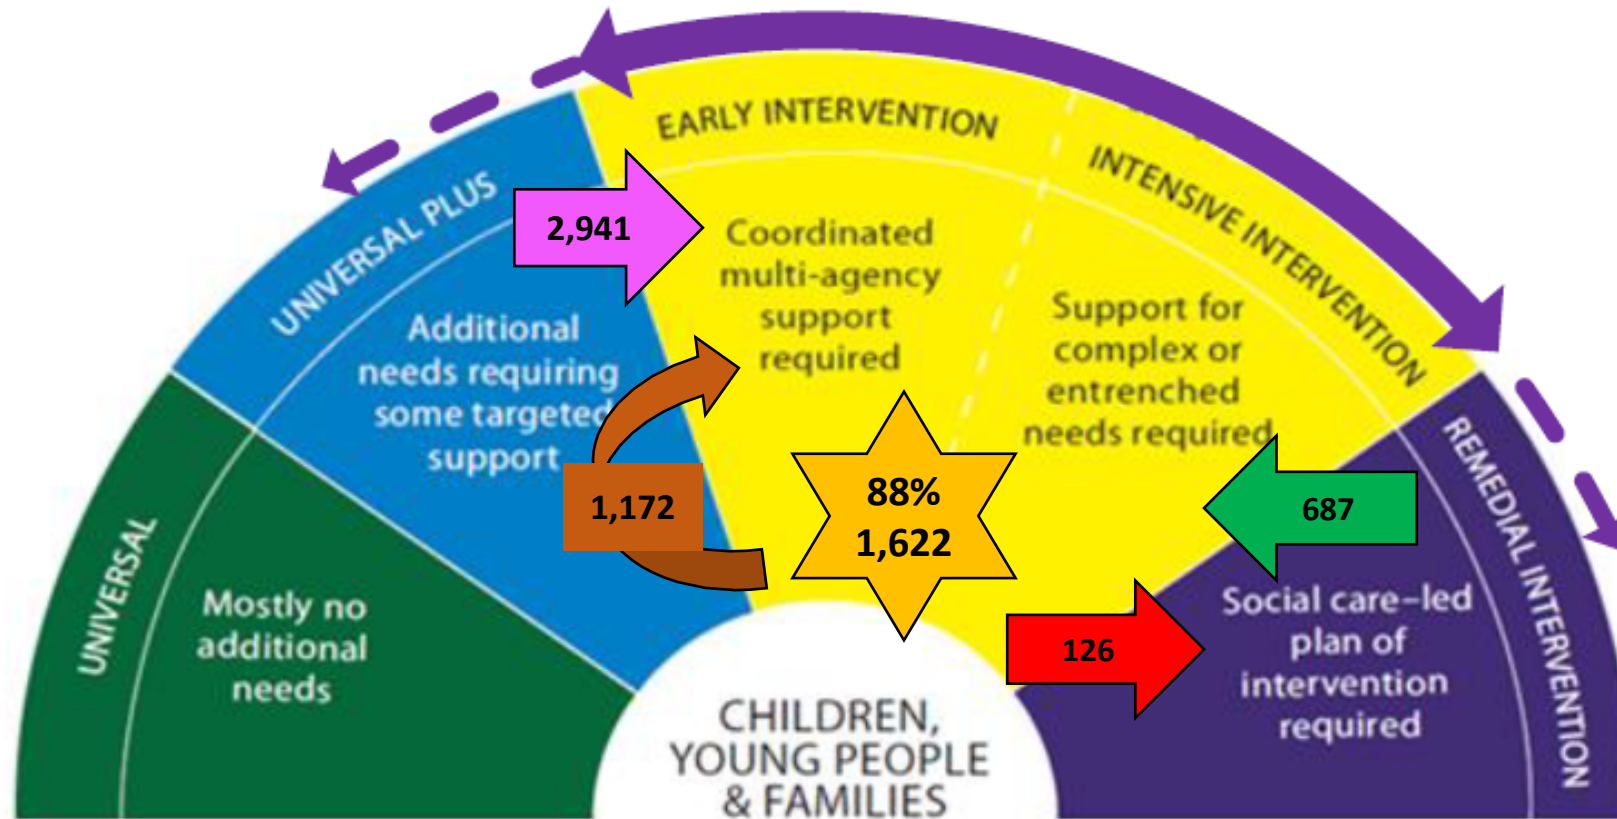 UNIVERSAL
Mostly no
additional
needs
UNIVERSAL PLUS
Additional
needs requiring
some targeted
support
2,941
1,172
EARLY INTERVENTION
Coordinated
multi-agency
support
required
88%
1,622
INTENSIVE INTERVENTION
Support for
complex or
entrenched
needs required
687
126
REMEDIAL INTERVENTION
Social care–led
plan of
intervention
required
CHILDREN,
YOUNG PEOPLE
& FAMILIES